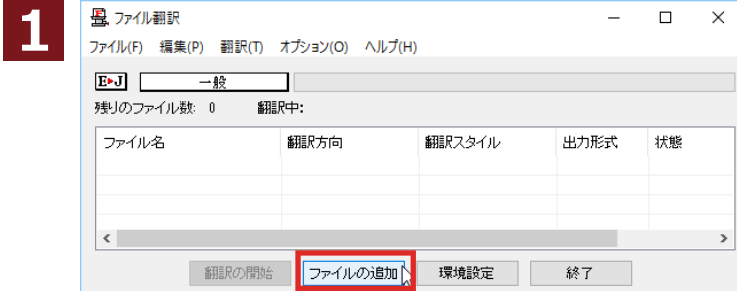 1
ファイル翻訳
ファイル(F) 編集(P) 翻訳(T) オプション(O) ヘルプ(H)
E▸J 一般
残りのファイル数: 0 翻訳中:
ファイル名 翻訳方向 翻訳スタイル 出力形式 状態
翻訳の開始 ファイルの追加 環境設定 終了